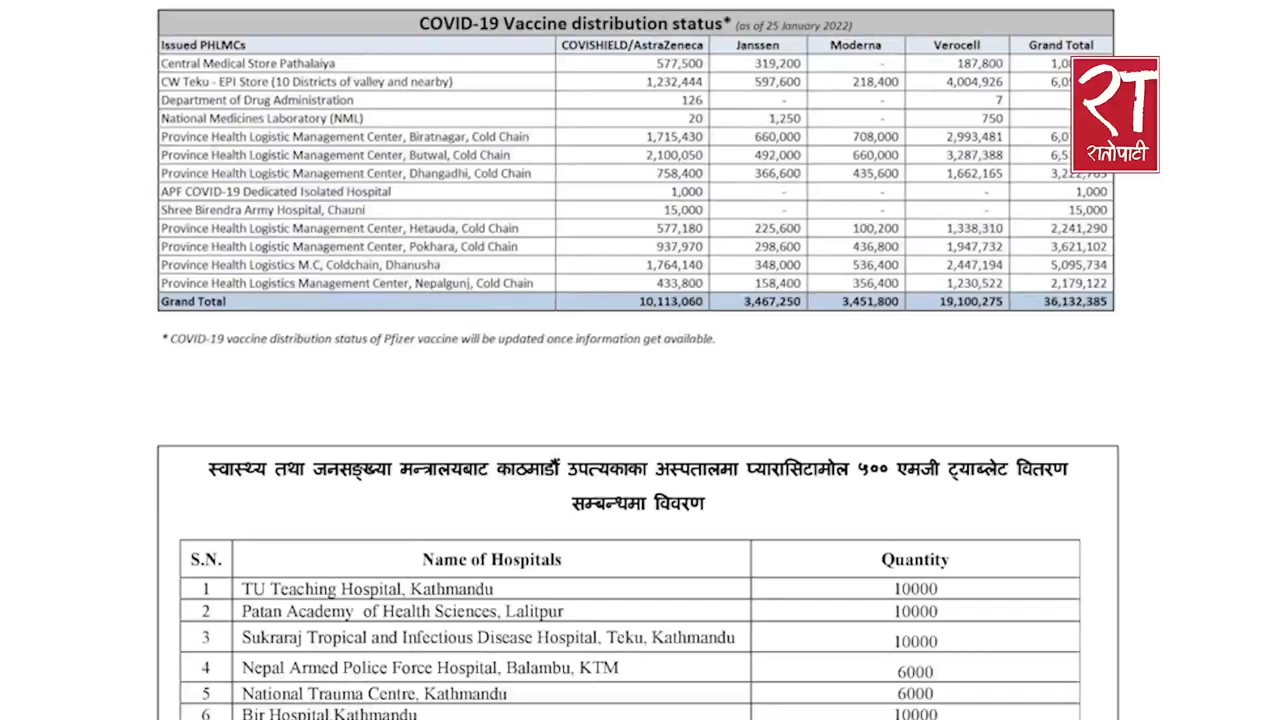 COVID-19 Vaccine distribution status* (as of 25 January 2022)
Issued PHLMCs COVISHIELD/AstraZeneca Janssen Moderna Verocell Grand Total
Central Medical Store Pathalaiya 577,500 319,200 - 187,800
CW Teku - EPI Store (10 Districts of valley and nearby) 1,232,444 597,600 218,400 4,004,926
Department of Drug Administration 126 - - 7
National Medicines Laboratory (NML) 20 1,250 - 750
Province Health Logistic Management Center, Biratnagar, Cold Chain 1,715,430 660,000 708,000 2,993,481
Province Health Logistic Management Center, Butwal, Cold Chain 2,100,050 492,000 660,000 3,287,388
Province Health Logistic Management Center, Dhangadhi, Cold Chain 758,400 366,600 435,600 1,662,165 3,222,765
APF COVID-19 Dedicated Isolated Hospital 1,000 - - - 1,000
Shree Birendra Army Hospital, Chauni 15,000 - - - 15,000
Province Health Logistic Management Center, Hetauda, Cold Chain 577,180 225,600 100,200 1,338,310 2,241,290
Province Health Logistic Management Center, Pokhara, Cold Chain 937,970 298,600 436,800 1,947,732 3,621,102
Province Health Logistics M.C, Coldchain, Dhanusha 1,764,140 348,000 536,400 2,447,194 5,095,734
Province Health Logistics Management Center, Nepalgunj, Cold Chain 433,800 158,400 356,400 1,230,522 2,179,122
Grand Total 10,113,060 3,467,250 3,451,800 19,100,275 36,132,385
* COVID-19 vaccine distribution status of Pfizer vaccine will be updated once information get available.
रातोपाटी
स्वास्थ्य तथा जनसङ्ख्या मन्त्रालयबाट काठमाडौं उपत्यकाका अस्पतालमा प्यारासिटामोल ५०० एमजी ट्याब्लेट वितरण
सम्बन्धमा विवरण
S.N. Name of Hospitals Quantity
1 TU Teaching Hospital, Kathmandu 10000
2 Patan Academy of Health Sciences, Lalitpur 10000
3 Sukraraj Tropical and Infectious Disease Hospital, Teku, Kathmandu 10000
4 Nepal Armed Police Force Hospital, Balambu, KTM 6000
5 National Trauma Centre, Kathmandu 6000
6 Bir Hospital,Kathmandu 10000